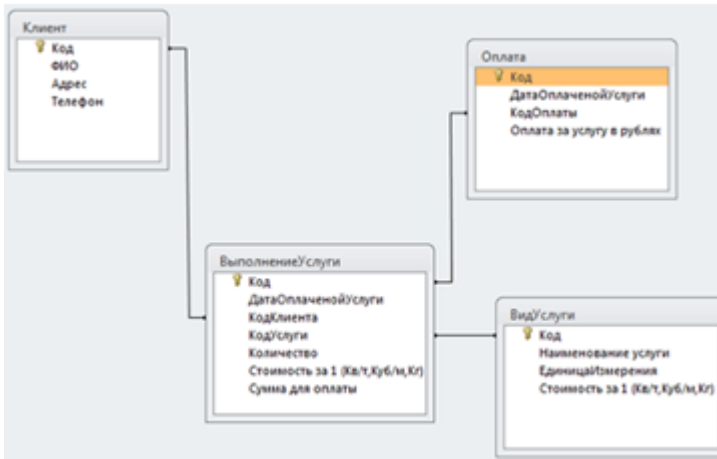 Клиент
Код
ФИО
Адрес
Телефон
Оплата
Код
ДатаОплаченойУслуги
КодОплаты
Оплата за услугу в рублях
ВыполнениеУслуги
Код
ДатаОплаченойУслуги
КодКлиента
КодУслуги
Количество
Стоимость за 1 (Кв/т,Куб/м,Кг)
Сумма для оплаты
ВидУслуги
Код
Наименование услуги
ЕдиницаИзмерения
Стоимость за 1 (Кв/т,Куб/м,Кг)